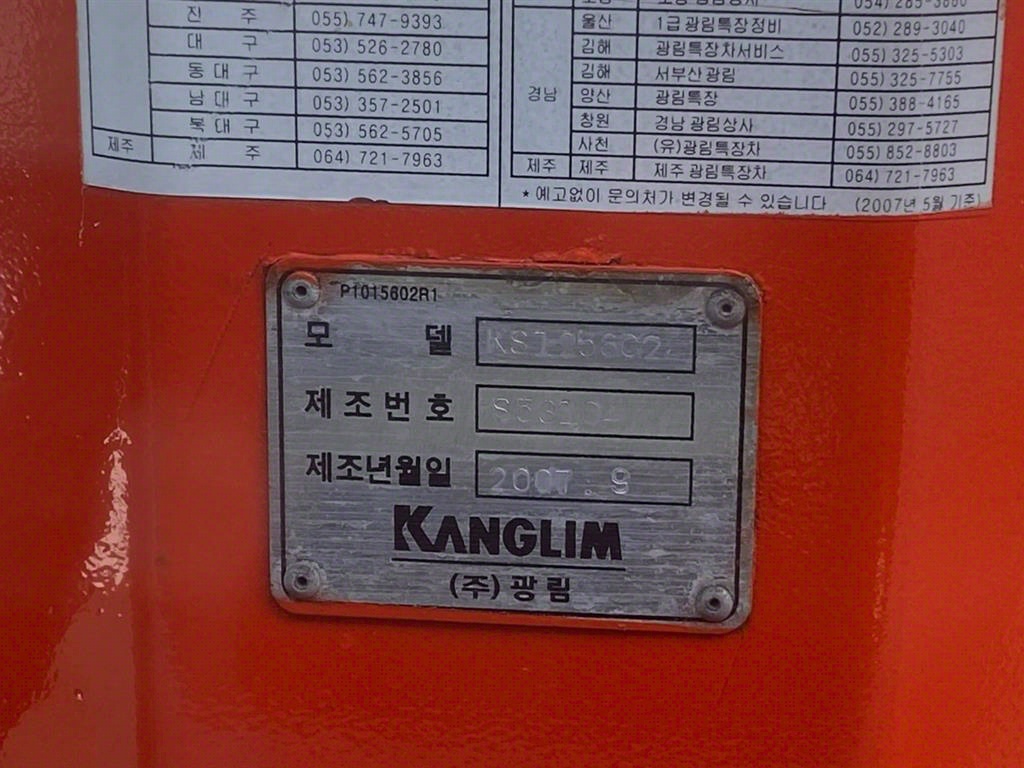 진 주 055) 747-9393
대 구 053) 526-2780
동 대 구 053) 562-3856
남 대 구 053) 357-2501
북 대 구 053) 562-5705
제주 제 주 064) 721-7963
054) 285-3860
울산 1급광림특장정비 052) 289-3040
김해 광림특장차서비스 055) 325-5303
김해 서부산광림 055) 325-7755
경남 양산 광림특장 055) 388-4165
창원 경남광림상사 055) 297-5727
사천 (유)광림특장차 055) 852-8803
제주 제주 제주광림특장차 064) 721-7963
★예고없이 문의처가 변경될 수 있습니다 (2007년 5월 기준)
P1015602R1
모 델
제조번호
제조년월일 2007.9
KANGLIM
(주)광림